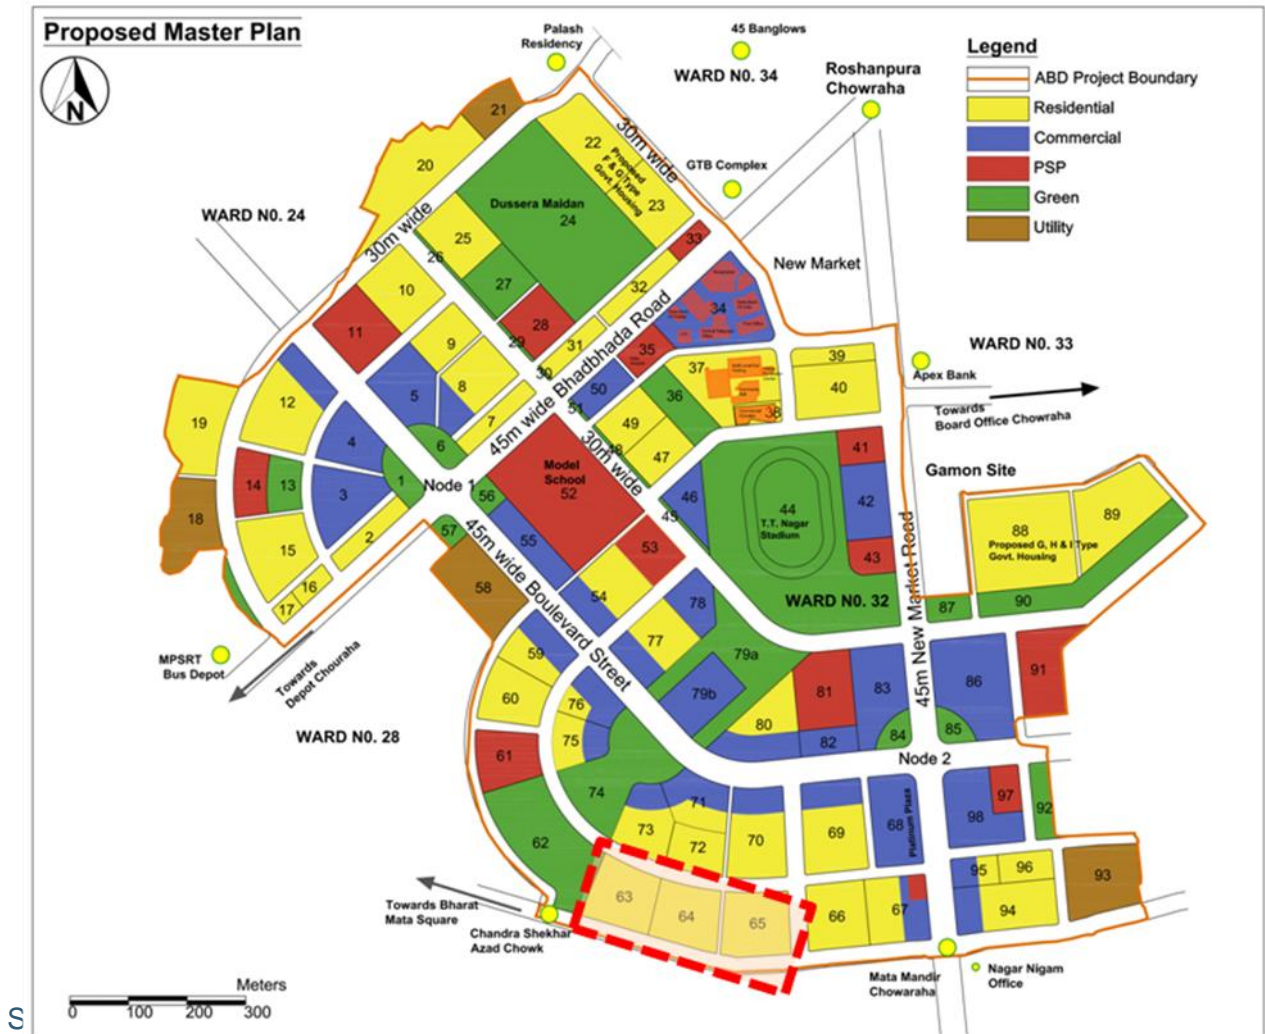 Proposed Master Plan
N
Palash
Residency
45 Banglows
WARD N0. 34
Roshanpura
Chowraha
GTB Complex
WARD N0. 24
New Market
WARD N0. 33
Apex Bank
Towards
Board Office Chowraha
Gamon Site
Legend
ABD Project Boundary
Residential
Commercial
PSP
Green
Utility
21
20
22
30m wide
Proposed
F & G Type
Govt. Housing
23
Dussera Maidan
24
30m wide
25
26
27
28
29
33
32
31
30
34
35
10
11
9
8
5
7
6
45m wide Bhadbhada Road
50
51
36
37
38
39
40
49
48
47
30m wide
12
4
3
1
2
13
14
15
16
17
18
19
Node 1
56
57
Model
School
52
55
53
54
46
45
44
T.T. Nagar
Stadium
41
42
43
WARD N0. 32
45m New Market Road
88
89
Proposed G, H & I Type
Govt. Housing
87
90
91
58
45m wide Boulevard Street
78
77
79a
79b
59
60
76
75
61
62
74
80
81
82
83
84
85
86
Node 2
MPSRT
Bus Depot
Towards
Depot Chouraha
WARD N0. 28
71
73
72
70
69
68
Platinum Plaza
98
97
92
95
96
94
93
63
64
65
66
67
Towards Bharat
Mata Square
Chandra Shekhar
Azad Chowk
Mata Mandir
Chowaraha
Nagar Nigam
Office
Meters
0 100 200 300
S